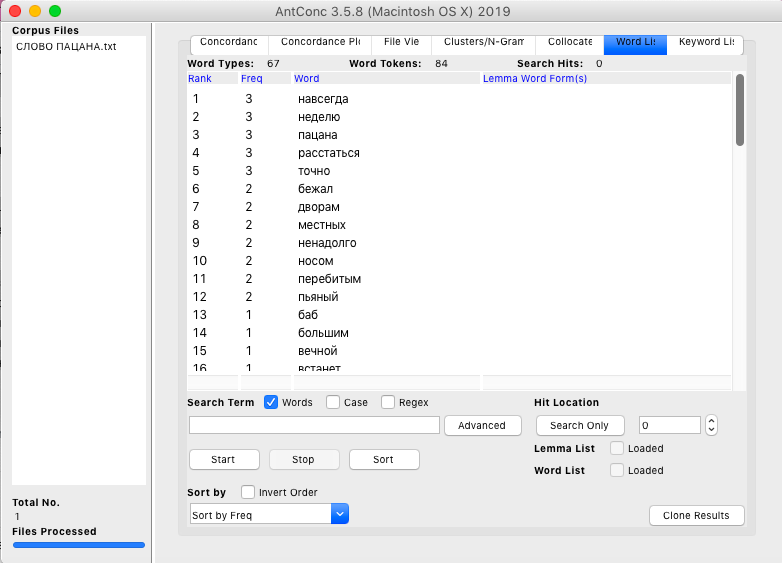 AntConc 3.5.8 (Macintosh OS X) 2019
Corpus Files
СЛОВО ПАЦАНА.txt
Concordanc Concordance Plo File Vie Clusters/N-Gram Collocate Word Lis Keyword Lis
Word Types: 67 Word Tokens: 84 Search Hits: 0
Rank Freq Word Lemma Word Form(s)
1 3 навсегда
2 3 неделю
3 3 пацана
4 3 расстаться
5 3 точно
6 2 бежал
7 2 дворам
8 2 местных
9 2 ненадолго
10 2 носом
11 2 перебитым
12 2 пьяный
13 1 баб
14 1 большим
15 1 вечной
16 1 встанет
Search Term Words Case Regex Hit Location
Advanced Search Only 0
Lemma List Loaded
Start Stop Sort
Word List Loaded
Sort by Invert Order
Sort by Freq
Clone Results
Total No.
1
Files Processed